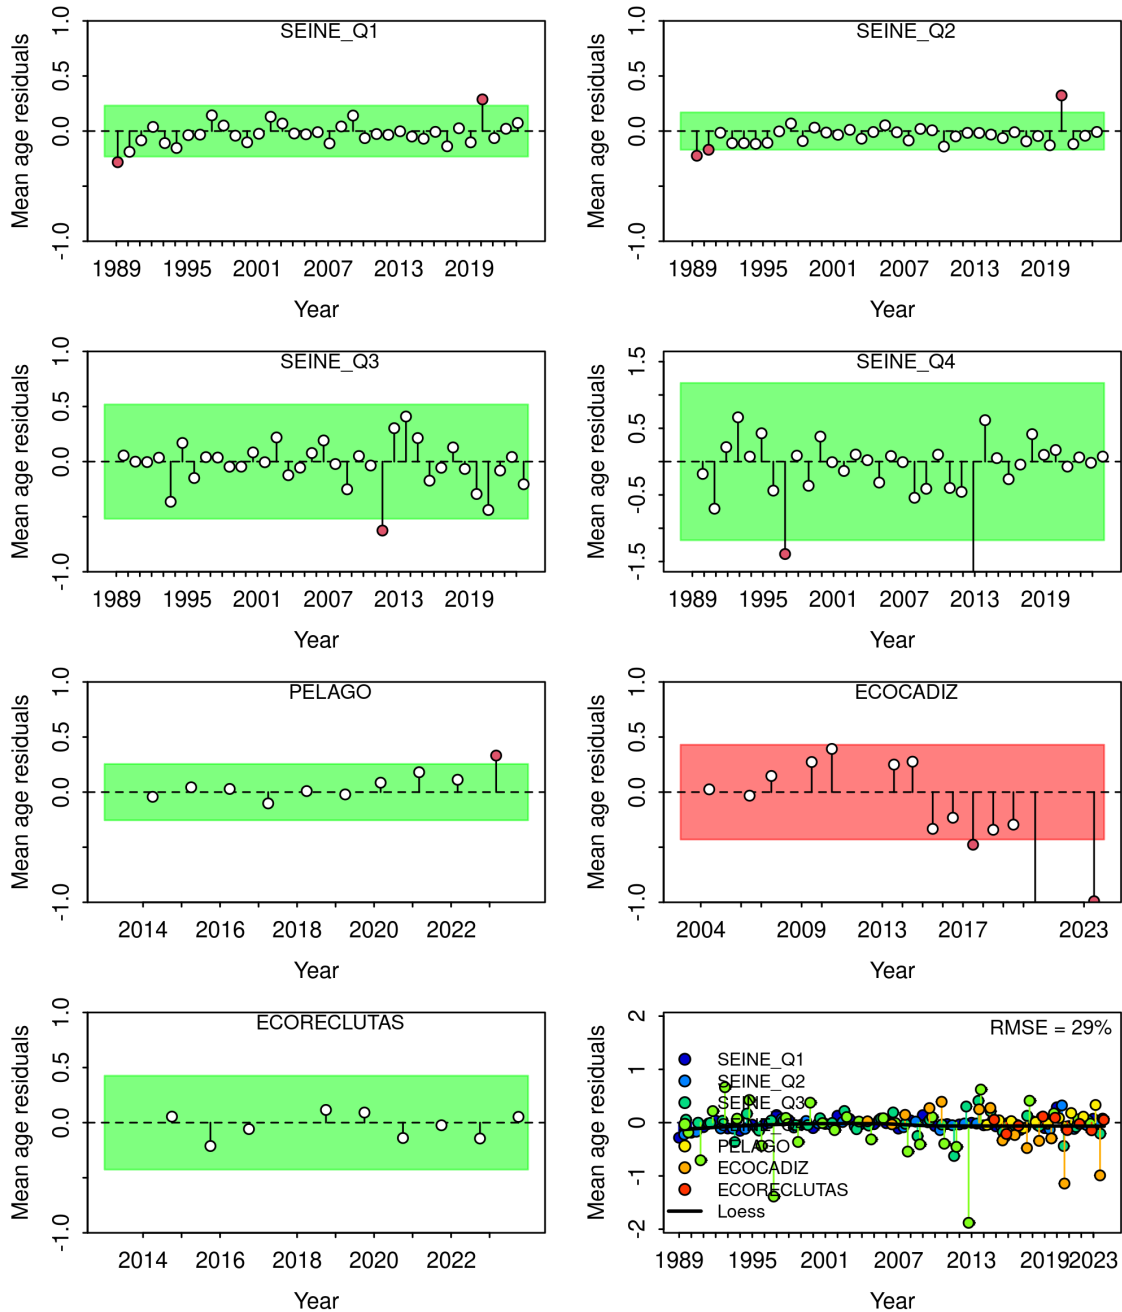 SEINE_Q1
Mean age residuals
1.0
0.5
0.0
-1.0
1989 1995 2001 2007 2013 2019
Year
SEINE_Q2
Mean age residuals
1.0
0.5
0.0
-1.0
1989 1995 2001 2007 2013 2019
Year
SEINE_Q3
Mean age residuals
1.0
0.5
0.0
-1.0
1989 1995 2001 2007 2013 2019
Year
SEINE_Q4
Mean age residuals
1.5
0.5
-0.5
-1.5
1989 1995 2001 2007 2013 2019
Year
PELAGO
Mean age residuals
1.0
0.5
0.0
-1.0
2014 2016 2018 2020 2022
Year
ECOCADIZ
Mean age residuals
1.0
0.5
0.0
-1.0
2004 2009 2013 2017 2023
Year
ECORECLUTAS
Mean age residuals
1.0
0.5
0.0
-1.0
2014 2016 2018 2020 2022
Year
RMSE = 29%
Mean age residuals
2
1
0
-1
-2
SEINE_Q1
SEINE_Q2
SEINE_Q3
PELAGO
ECOCADIZ
ECORECLUTAS
Loess
1989 1995 2001 2007 2013 2019 2023
Year